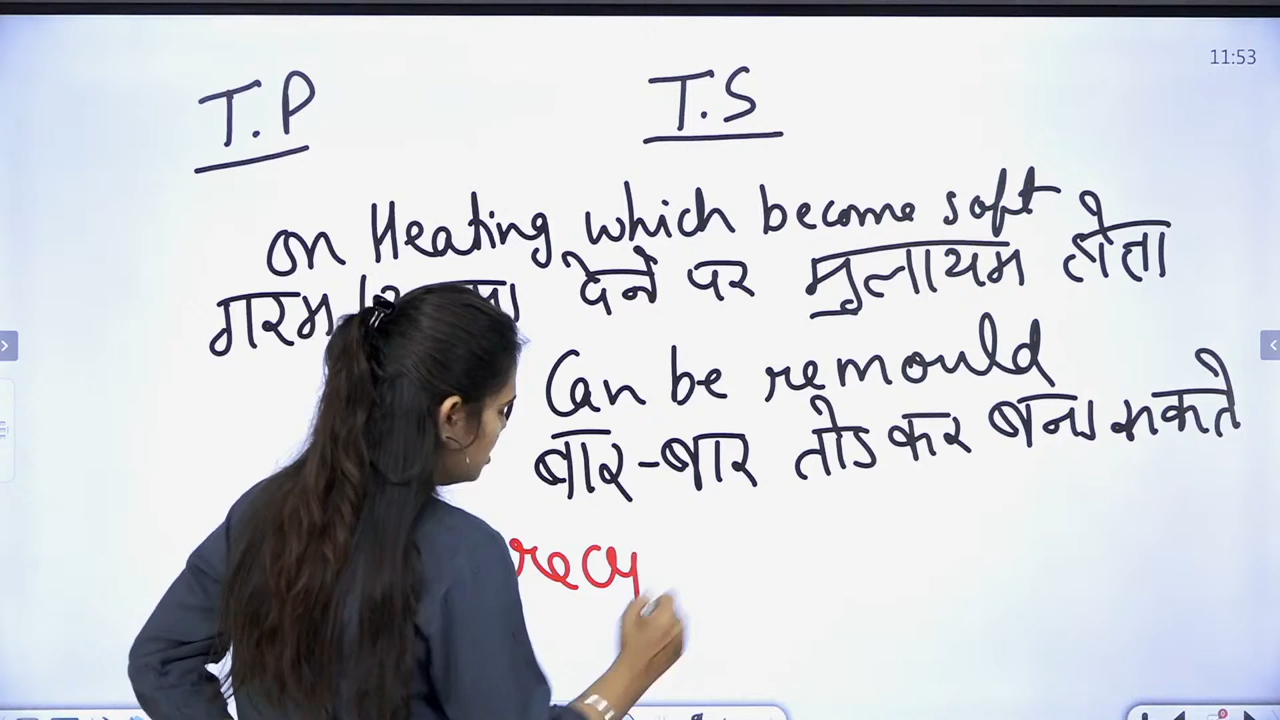 11:53
T.P T.S
on Heating which become soft
गरम देने पर मुलायम होता
Can be remould
बार-बार तोड कर बना सकते
recy